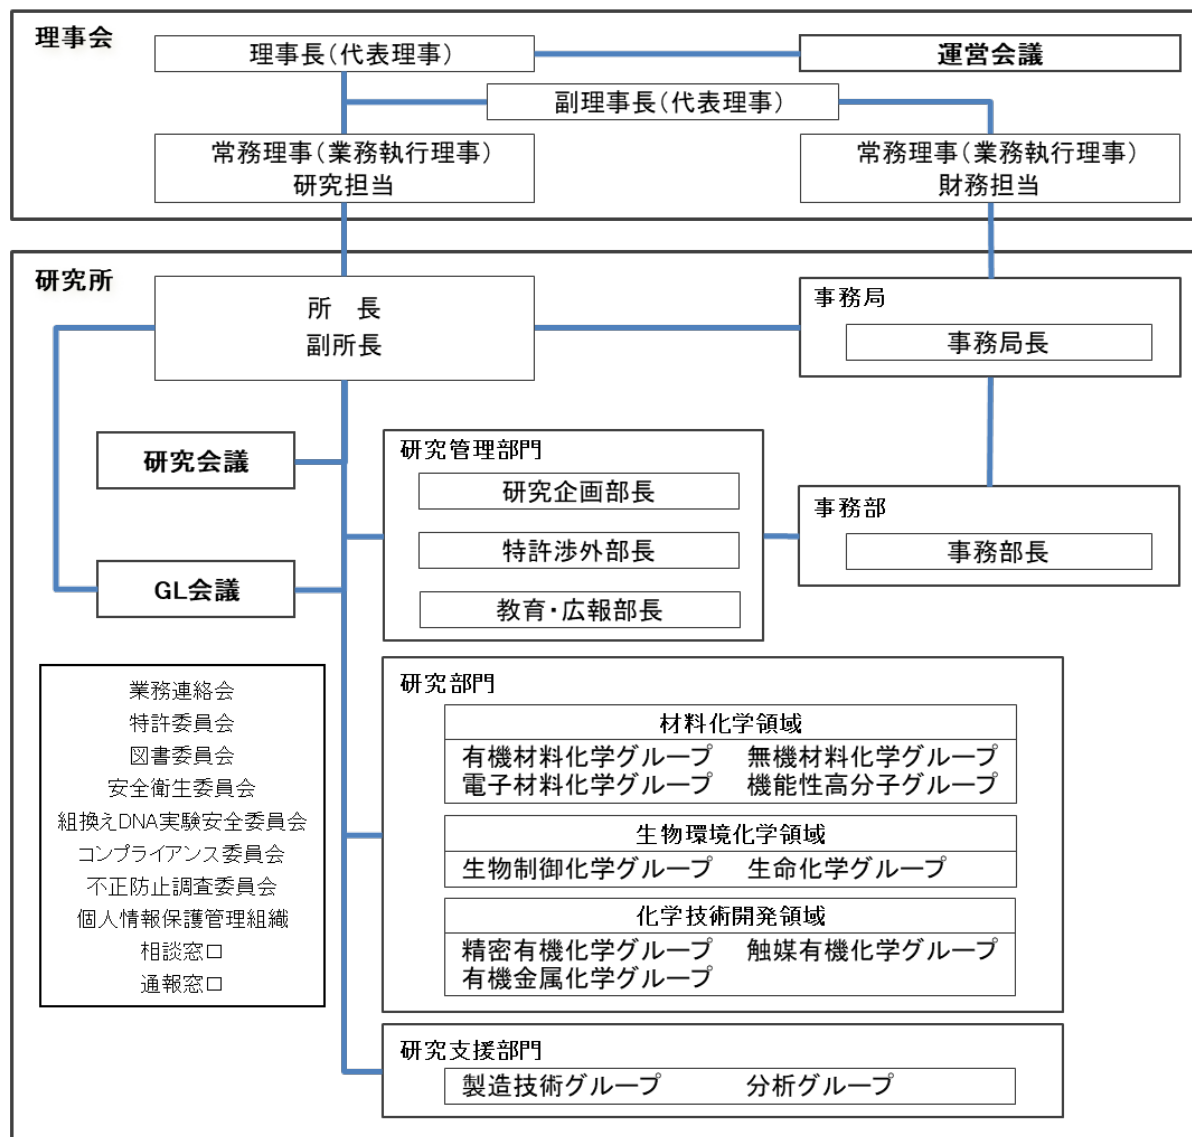 理事会
理事長(代表理事)
運営会議
副理事長(代表理事)
常務理事(業務執行理事)
研究担当
常務理事(業務執行理事)
財務担当
研究所
所 長
副所長
事務局
事務局長
研究会議
GL会議
研究管理部門
研究企画部長
特許渉外部長
教育・広報部長
事務部
事務部長
業務連絡会
特許委員会
図書委員会
安全衛生委員会
組換えDNA実験安全委員会
コンプライアンス委員会
不正防止調査委員会
個人情報保護管理組織
相談窓口
通報窓口
研究部門
材料化学領域
有機材料化学グループ 無機材料化学グループ
電子材料化学グループ 機能性高分子グループ
生物環境化学領域
生物制御化学グループ 生命化学グループ
化学技術開発領域
精密有機化学グループ 触媒有機化学グループ
有機金属化学グループ
研究支援部門
製造技術グループ 分析グループ